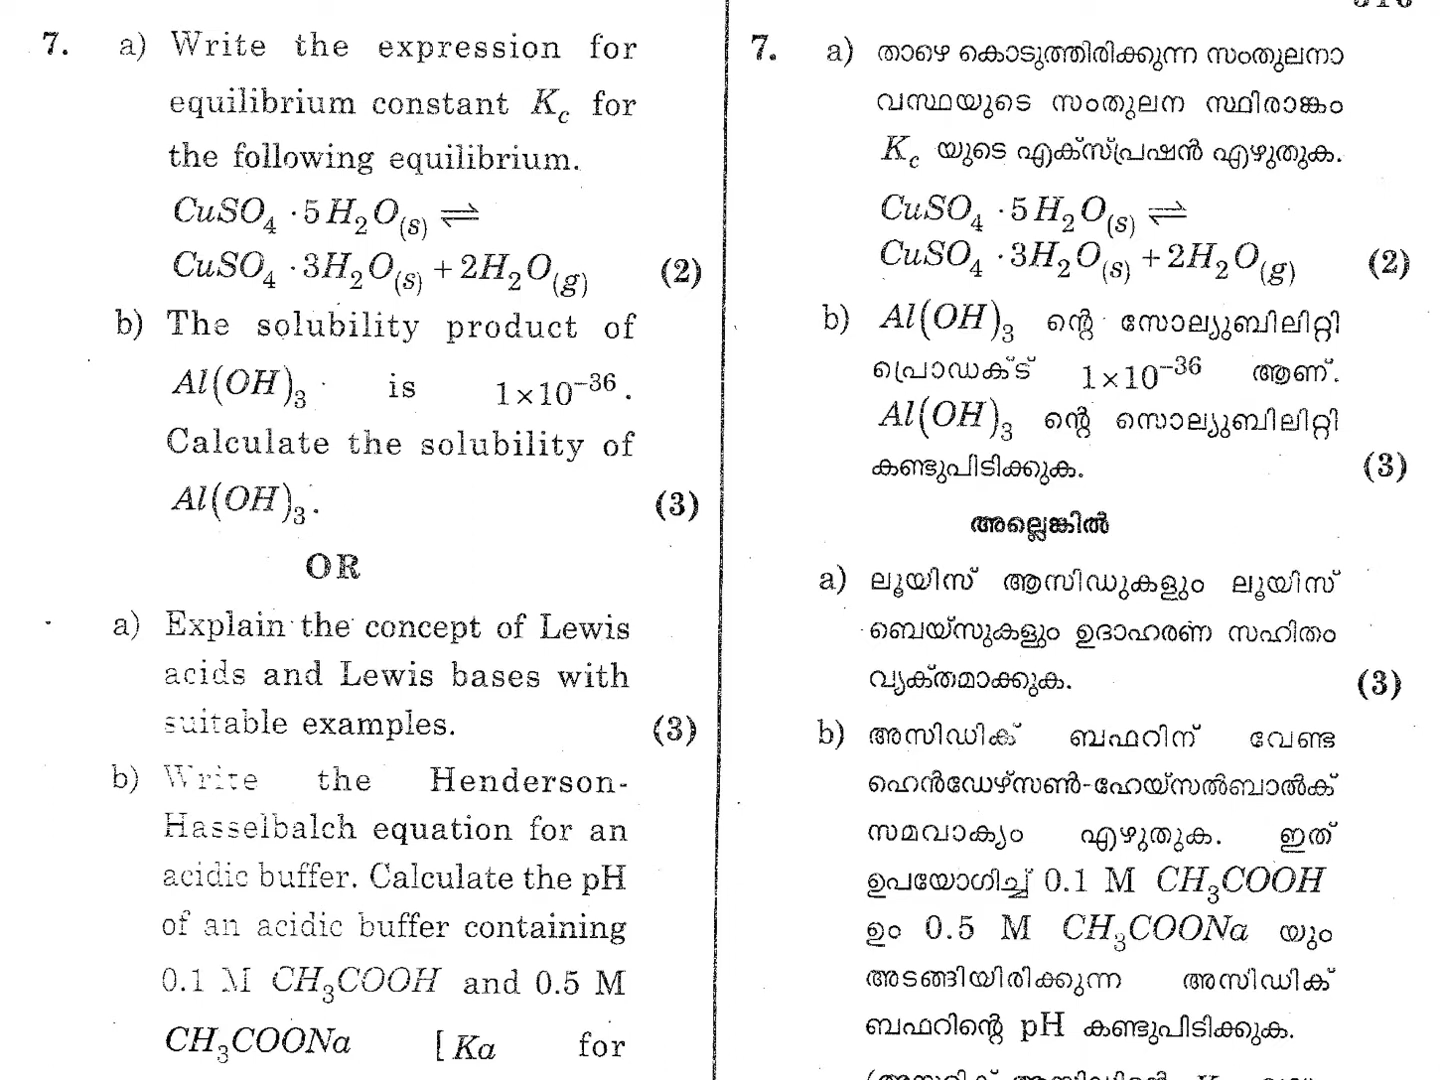 7. a) Write the expression for
equilibrium constant K_c for
the following equilibrium.
CuSO₄ ·5H₂O₍s₎ ⇌
CuSO₄ ·3H₂O₍s₎ + 2H₂O₍g₎ (2)
b) The solubility product of
Al(OH)₃ is 1×10⁻³⁶.
Calculate the solubility of
Al(OH)₃. (3)
OR
a) Explain the concept of Lewis
acids and Lewis bases with
suitable examples. (3)
b) Write the Henderson-
Hasselbalch equation for an
acidic buffer. Calculate the pH
of an acidic buffer containing
0.1 M CH₃COOH and 0.5 M
CH₃COONa [Ka for
7. a) താഴെ കൊടുത്തിരിക്കുന്ന സംതുലനാ
വസ്ഥയുടെ സംതുലന സ്ഥിരാങ്കം
K_c യുടെ എക്സ്പ്രഷൻ എഴുതുക.
CuSO₄ ·5H₂O₍s₎ ⇌
CuSO₄ ·3H₂O₍s₎ + 2H₂O₍g₎ (2)
b) Al(OH)₃ ന്റെ സോല്യുബിലിറ്റി
പ്രൊഡക്ട് 1×10⁻³⁶ ആണ്.
Al(OH)₃ ന്റെ സൊല്യുബിലിറ്റി
കണ്ടുപിടിക്കുക. (3)
അല്ലെങ്കിൽ
a) ലൂയിസ് ആസിഡുകളും ലൂയിസ്
ബെയ്സുകളും ഉദാഹരണ സഹിതം
വ്യക്തമാക്കുക. (3)
b) അസിഡിക് ബഫറിന് വേണ്ട
ഹെൻഡേഴ്സൺ-ഹേയ്സൽബാൽക്
സമവാക്യം എഴുതുക. ഇത്
ഉപയോഗിച്ച് 0.1 M CH₃COOH
ഉം 0.5 M CH₃COONa യും
അടങ്ങിയിരിക്കുന്ന അസിഡിക്
ബഫറിന്റെ pH കണ്ടുപിടിക്കുക.